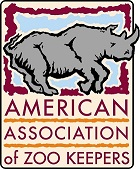 AMERICAN
ASSOCIATION
of ZOO KEEPERS